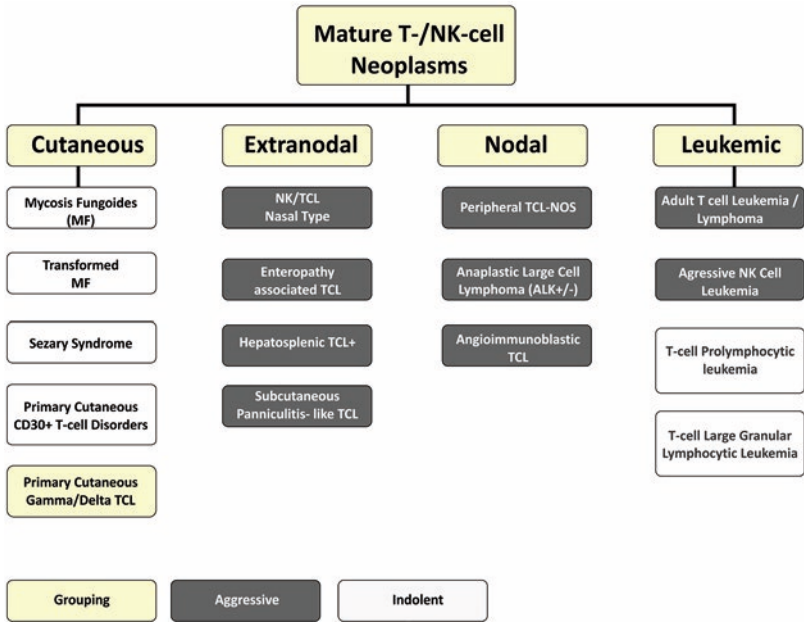 Mature T-/NK-cell
Neoplasms
Cutaneous
Mycosis Fungoides
(MF)
Transformed
MF
Sezary Syndrome
Primary Cutaneous
CD30+ T-cell Disorders
Primary Cutaneous
Gamma/Delta TCL
Extranodal
NK/TCL
Nasal Type
Enteropathy
associated TCL
Hepatosplenic TCL+
Subcutaneous
Panniculitis- like TCL
Nodal
Peripheral TCL-NOS
Anaplastic Large Cell
Lymphoma (ALK+/-)
Angioimmunoblastic
TCL
Leukemic
Adult T cell Leukemia /
Lymphoma
Agressive NK Cell
Leukemia
T-cell Prolymphocytic
leukemia
T-cell Large Granular
Lymphocytic Leukemia
Grouping
Aggressive
Indolent